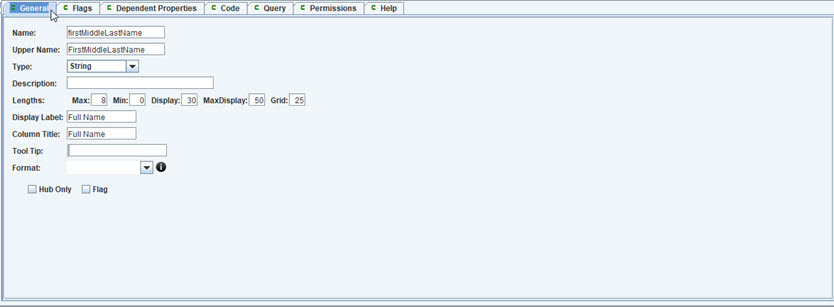 General Flags Dependent Properties Code Query Permissions Help
Name: firstMiddleLastName
Upper Name: FirstMiddleLastName
Type: String
Description:
Lengths: Max: 8 Min: 0 Display: 30 MaxDisplay: 50 Grid: 25
Display Label: Full Name
Column Title: Full Name
Tool Tip:
Format:
Hub Only Flag